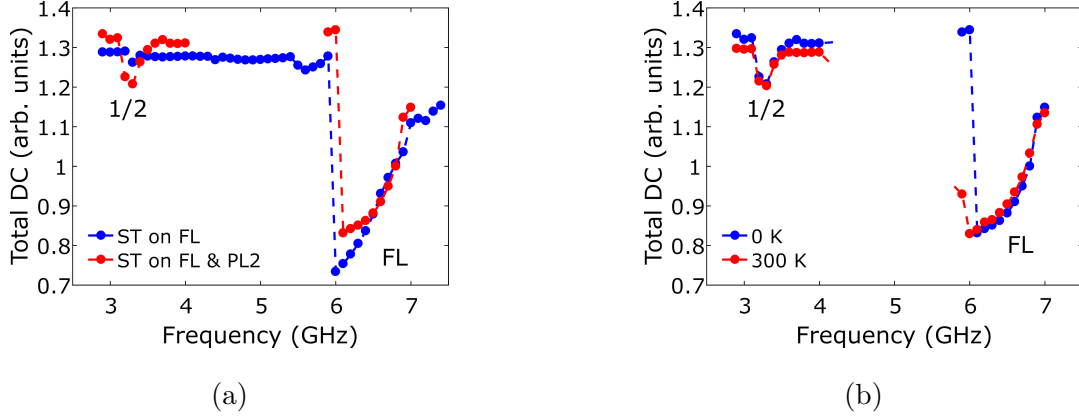 1.4
1.3
1.2
1.1
1
0.9
0.8
0.7
Total DC (arb. units)
1/2
FL
ST on FL
ST on FL & PL2
3 4 5 6 7
Frequency (GHz)
(a)
1.4
1.3
1.2
1.1
1
0.9
0.8
0.7
Total DC (arb. units)
1/2
FL
0 K
300 K
3 4 5 6 7
Frequency (GHz)
(b)